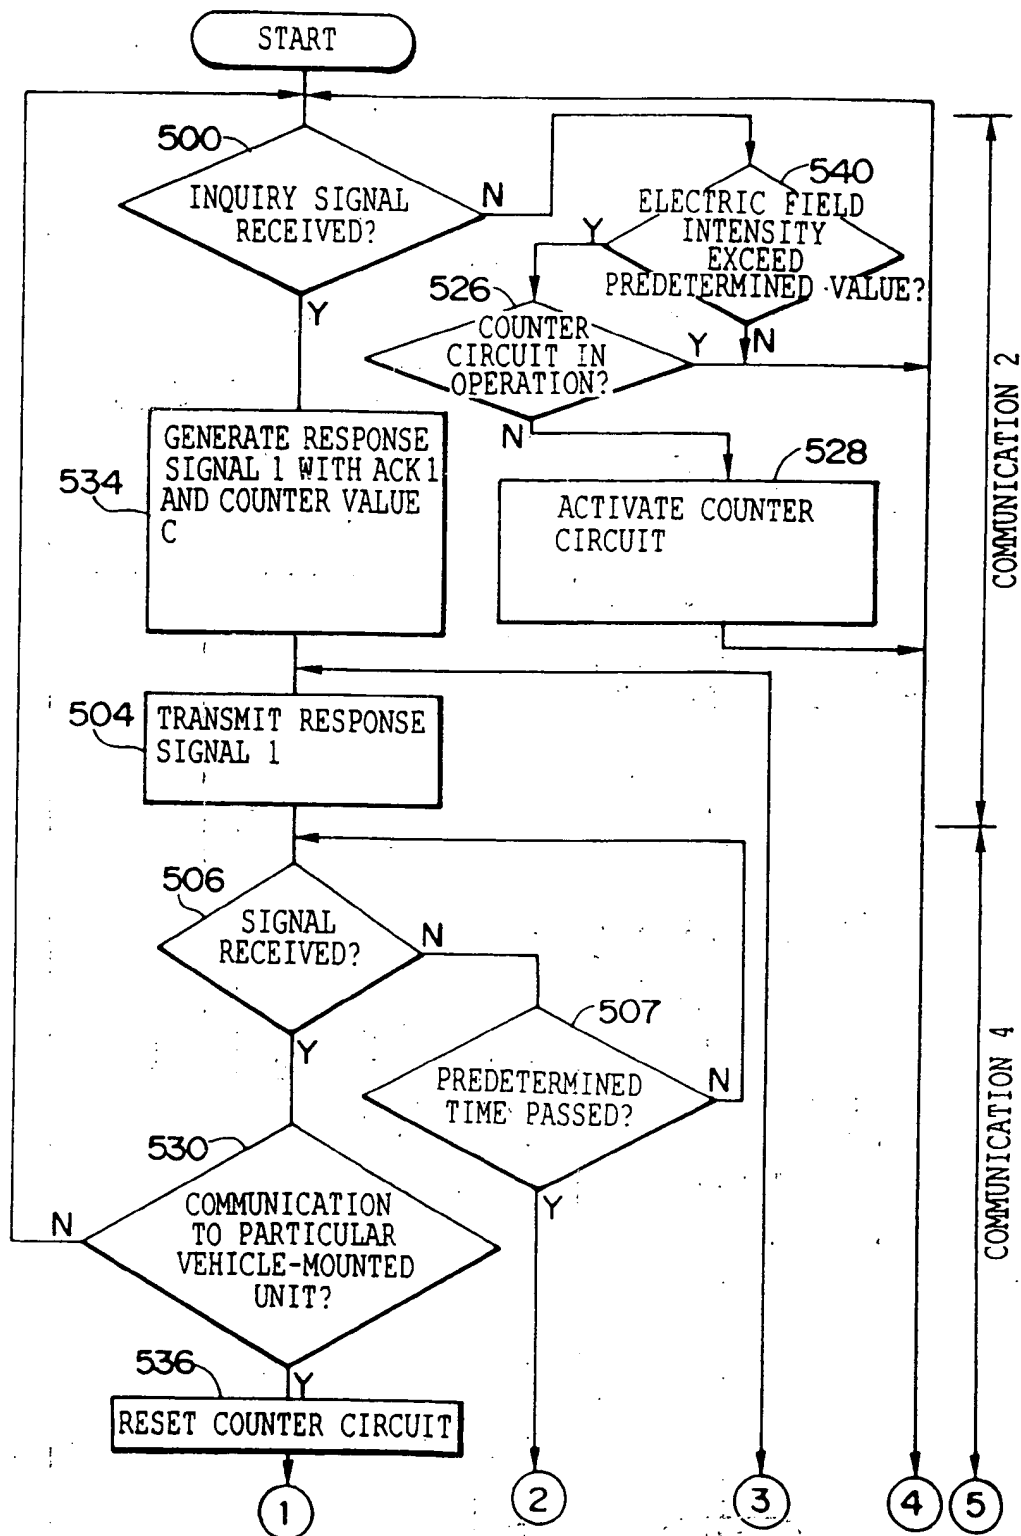 START
500
INQUIRY SIGNAL
RECEIVED?
N
Y
540
ELECTRIC FIELD
INTENSITY
EXCEED
PREDETERMINED VALUE?
Y
N
526
COUNTER
CIRCUIT IN
OPERATION?
Y
N
534
GENERATE RESPONSE
SIGNAL 1 WITH ACK1
AND COUNTER VALUE
C
528
ACTIVATE COUNTER
CIRCUIT
COMMUNICATION 2
504
TRANSMIT RESPONSE
SIGNAL 1
506
SIGNAL
RECEIVED?
N
Y
507
PREDETERMINED
TIME PASSED?
N
Y
530
COMMUNICATION
TO PARTICULAR
VEHICLE-MOUNTED
UNIT?
N
Y
COMMUNICATION 4
536
RESET COUNTER CIRCUIT
1
2
3
4
5